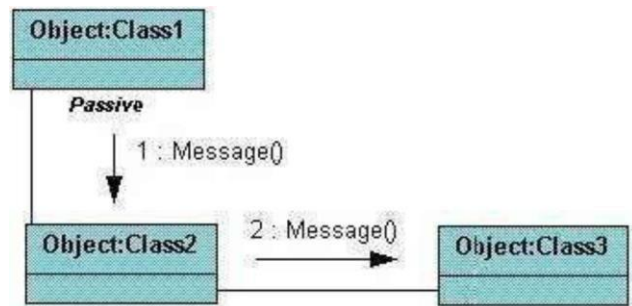 Object:Class1
Passive
1 : Message()
Object:Class2
2 : Message()
Object:Class3